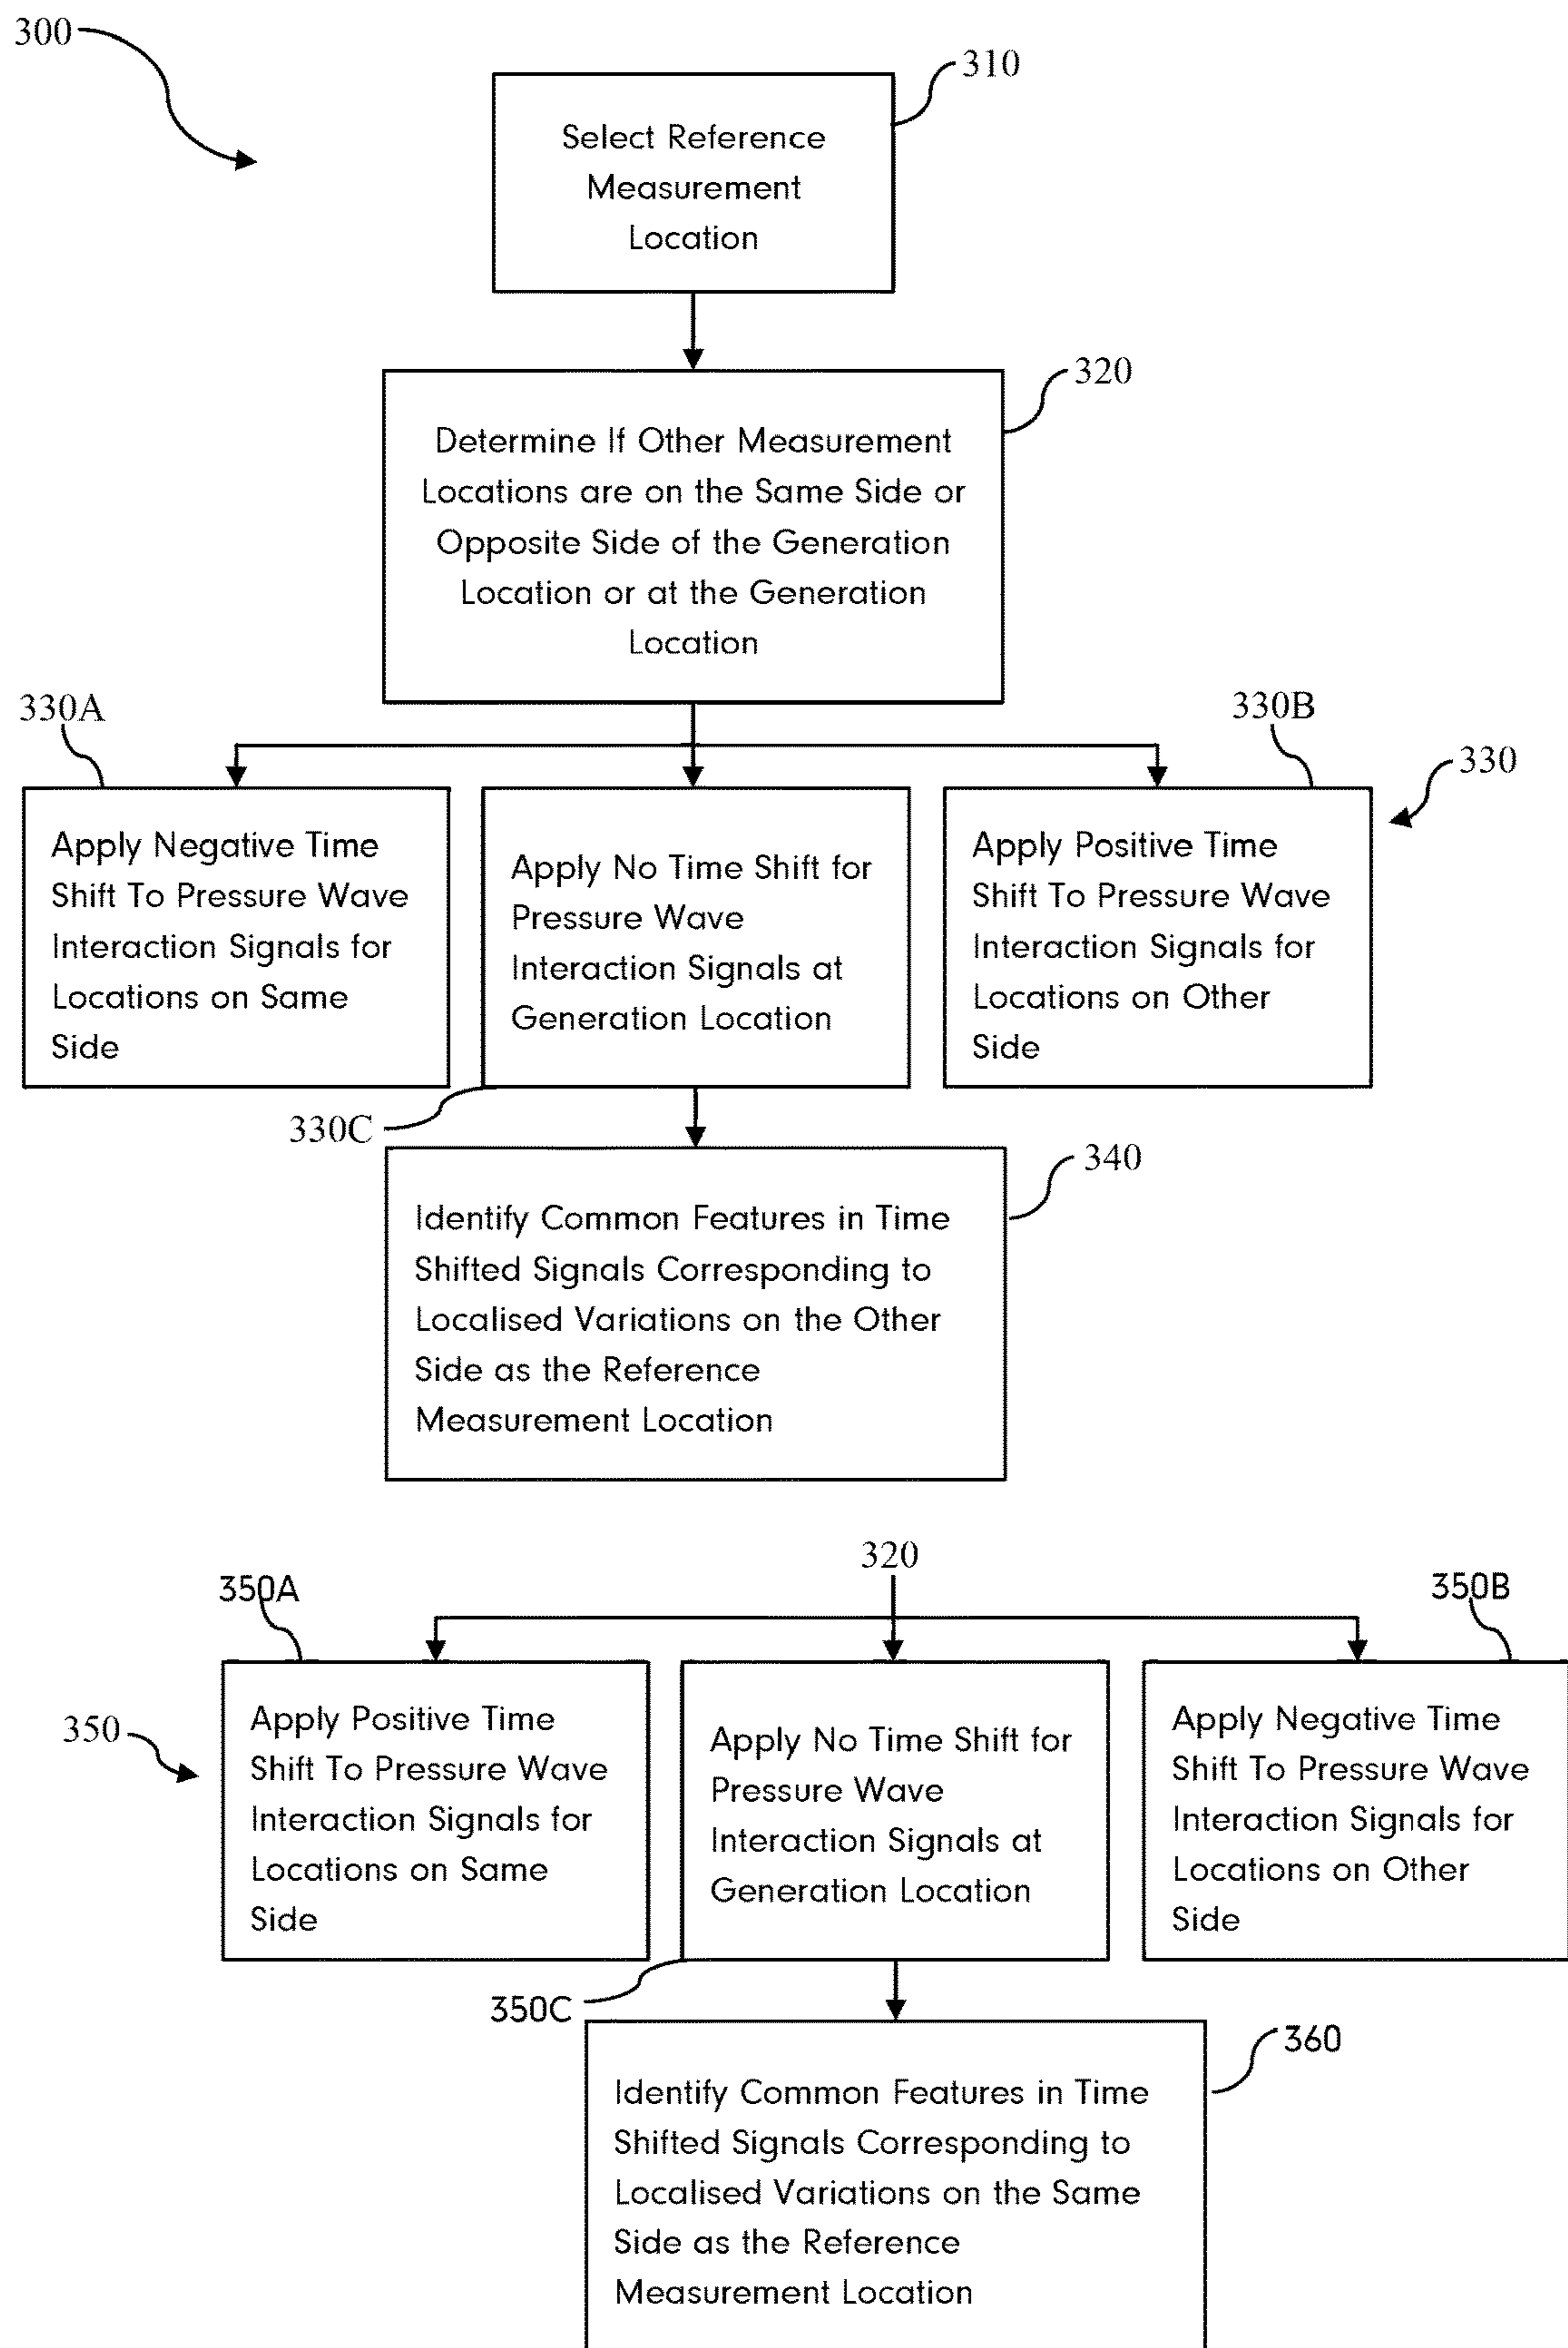 300
310
Select Reference
Measurement
Location
320
Determine If Other Measurement
Locations are on the Same Side or
Opposite Side of the Generation
Location or at the Generation
Location
330A
330B
330
Apply Negative Time
Shift To Pressure Wave
Interaction Signals for
Locations on Same
Side
Apply No Time Shift for
Pressure Wave
Interaction Signals at
Generation Location
Apply Positive Time
Shift To Pressure Wave
Interaction Signals for
Locations on Other
Side
330C
340
Identify Common Features in Time
Shifted Signals Corresponding to
Localised Variations on the Other
Side as the Reference
Measurement Location
320
350A
350B
350
Apply Positive Time
Shift To Pressure Wave
Interaction Signals for
Locations on Same
Side
Apply No Time Shift for
Pressure Wave
Interaction Signals at
Generation Location
Apply Negative Time
Shift To Pressure Wave
Interaction Signals for
Locations on Other
Side
350C
360
Identify Common Features in Time
Shifted Signals Corresponding to
Localised Variations on the Same
Side as the Reference
Measurement Location